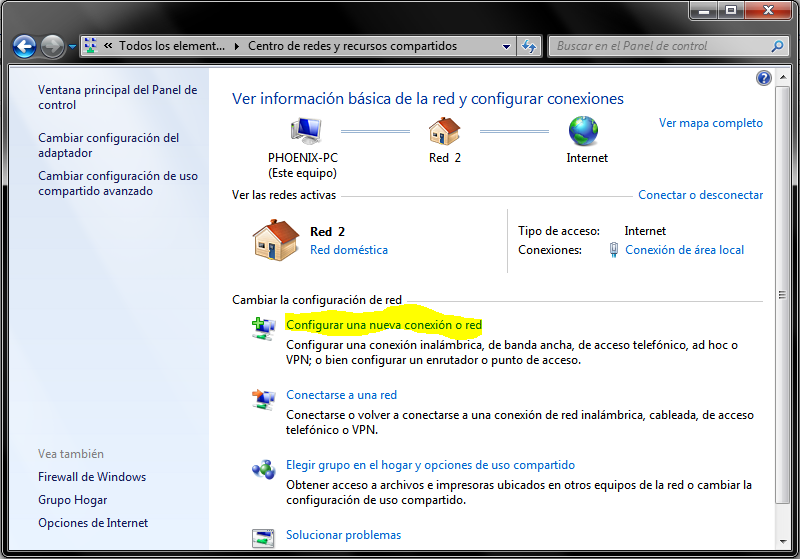 « Todos los element... ▸ Centro de redes y recursos compartidos
Buscar en el Panel de control
Ventana principal del Panel de
control
Cambiar configuración del
adaptador
Cambiar configuración de uso
compartido avanzado
Ver información básica de la red y configurar conexiones
Ver mapa completo
PHOENIX-PC
(Este equipo)
Red 2
Internet
Ver las redes activas
Conectar o desconectar
Red 2
Red doméstica
Tipo de acceso: Internet
Conexiones: Conexión de área local
Cambiar la configuración de red
Configurar una nueva conexión o red
Configurar una conexión inalámbrica, de banda ancha, de acceso telefónico, ad hoc o
VPN; o bien configurar un enrutador o punto de acceso.
Conectarse a una red
Conectarse o volver a conectarse a una conexión de red inalámbrica, cableada, de acceso
telefónico o VPN.
Elegir grupo en el hogar y opciones de uso compartido
Obtener acceso a archivos e impresoras ubicados en otros equipos de la red o cambiar la
configuración de uso compartido.
Solucionar problemas
Vea también
Firewall de Windows
Grupo Hogar
Opciones de Internet